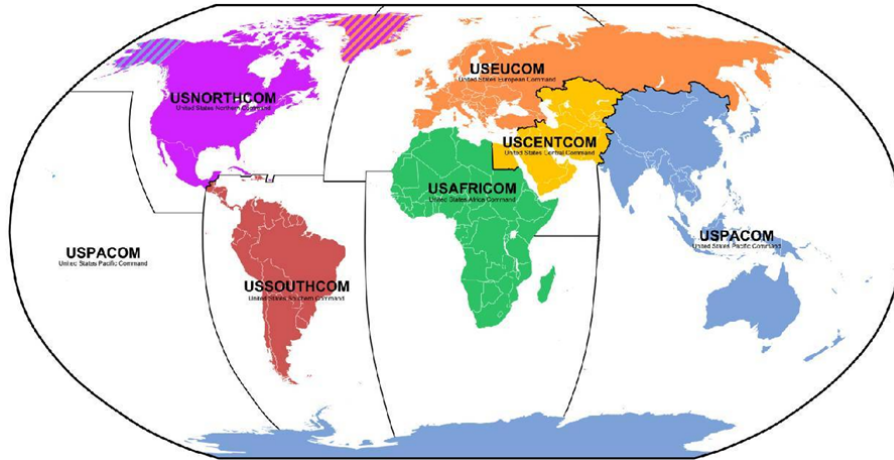 USEUCOM
United States European Command
USNORTHCOM
United States Northern Command
USCENTCOM
United States Central Command
USAFRICOM
United States Africa Command
USPACOM
United States Pacific Command
USPACOM
United States Pacific Command
USSOUTHCOM
United States Southern Command